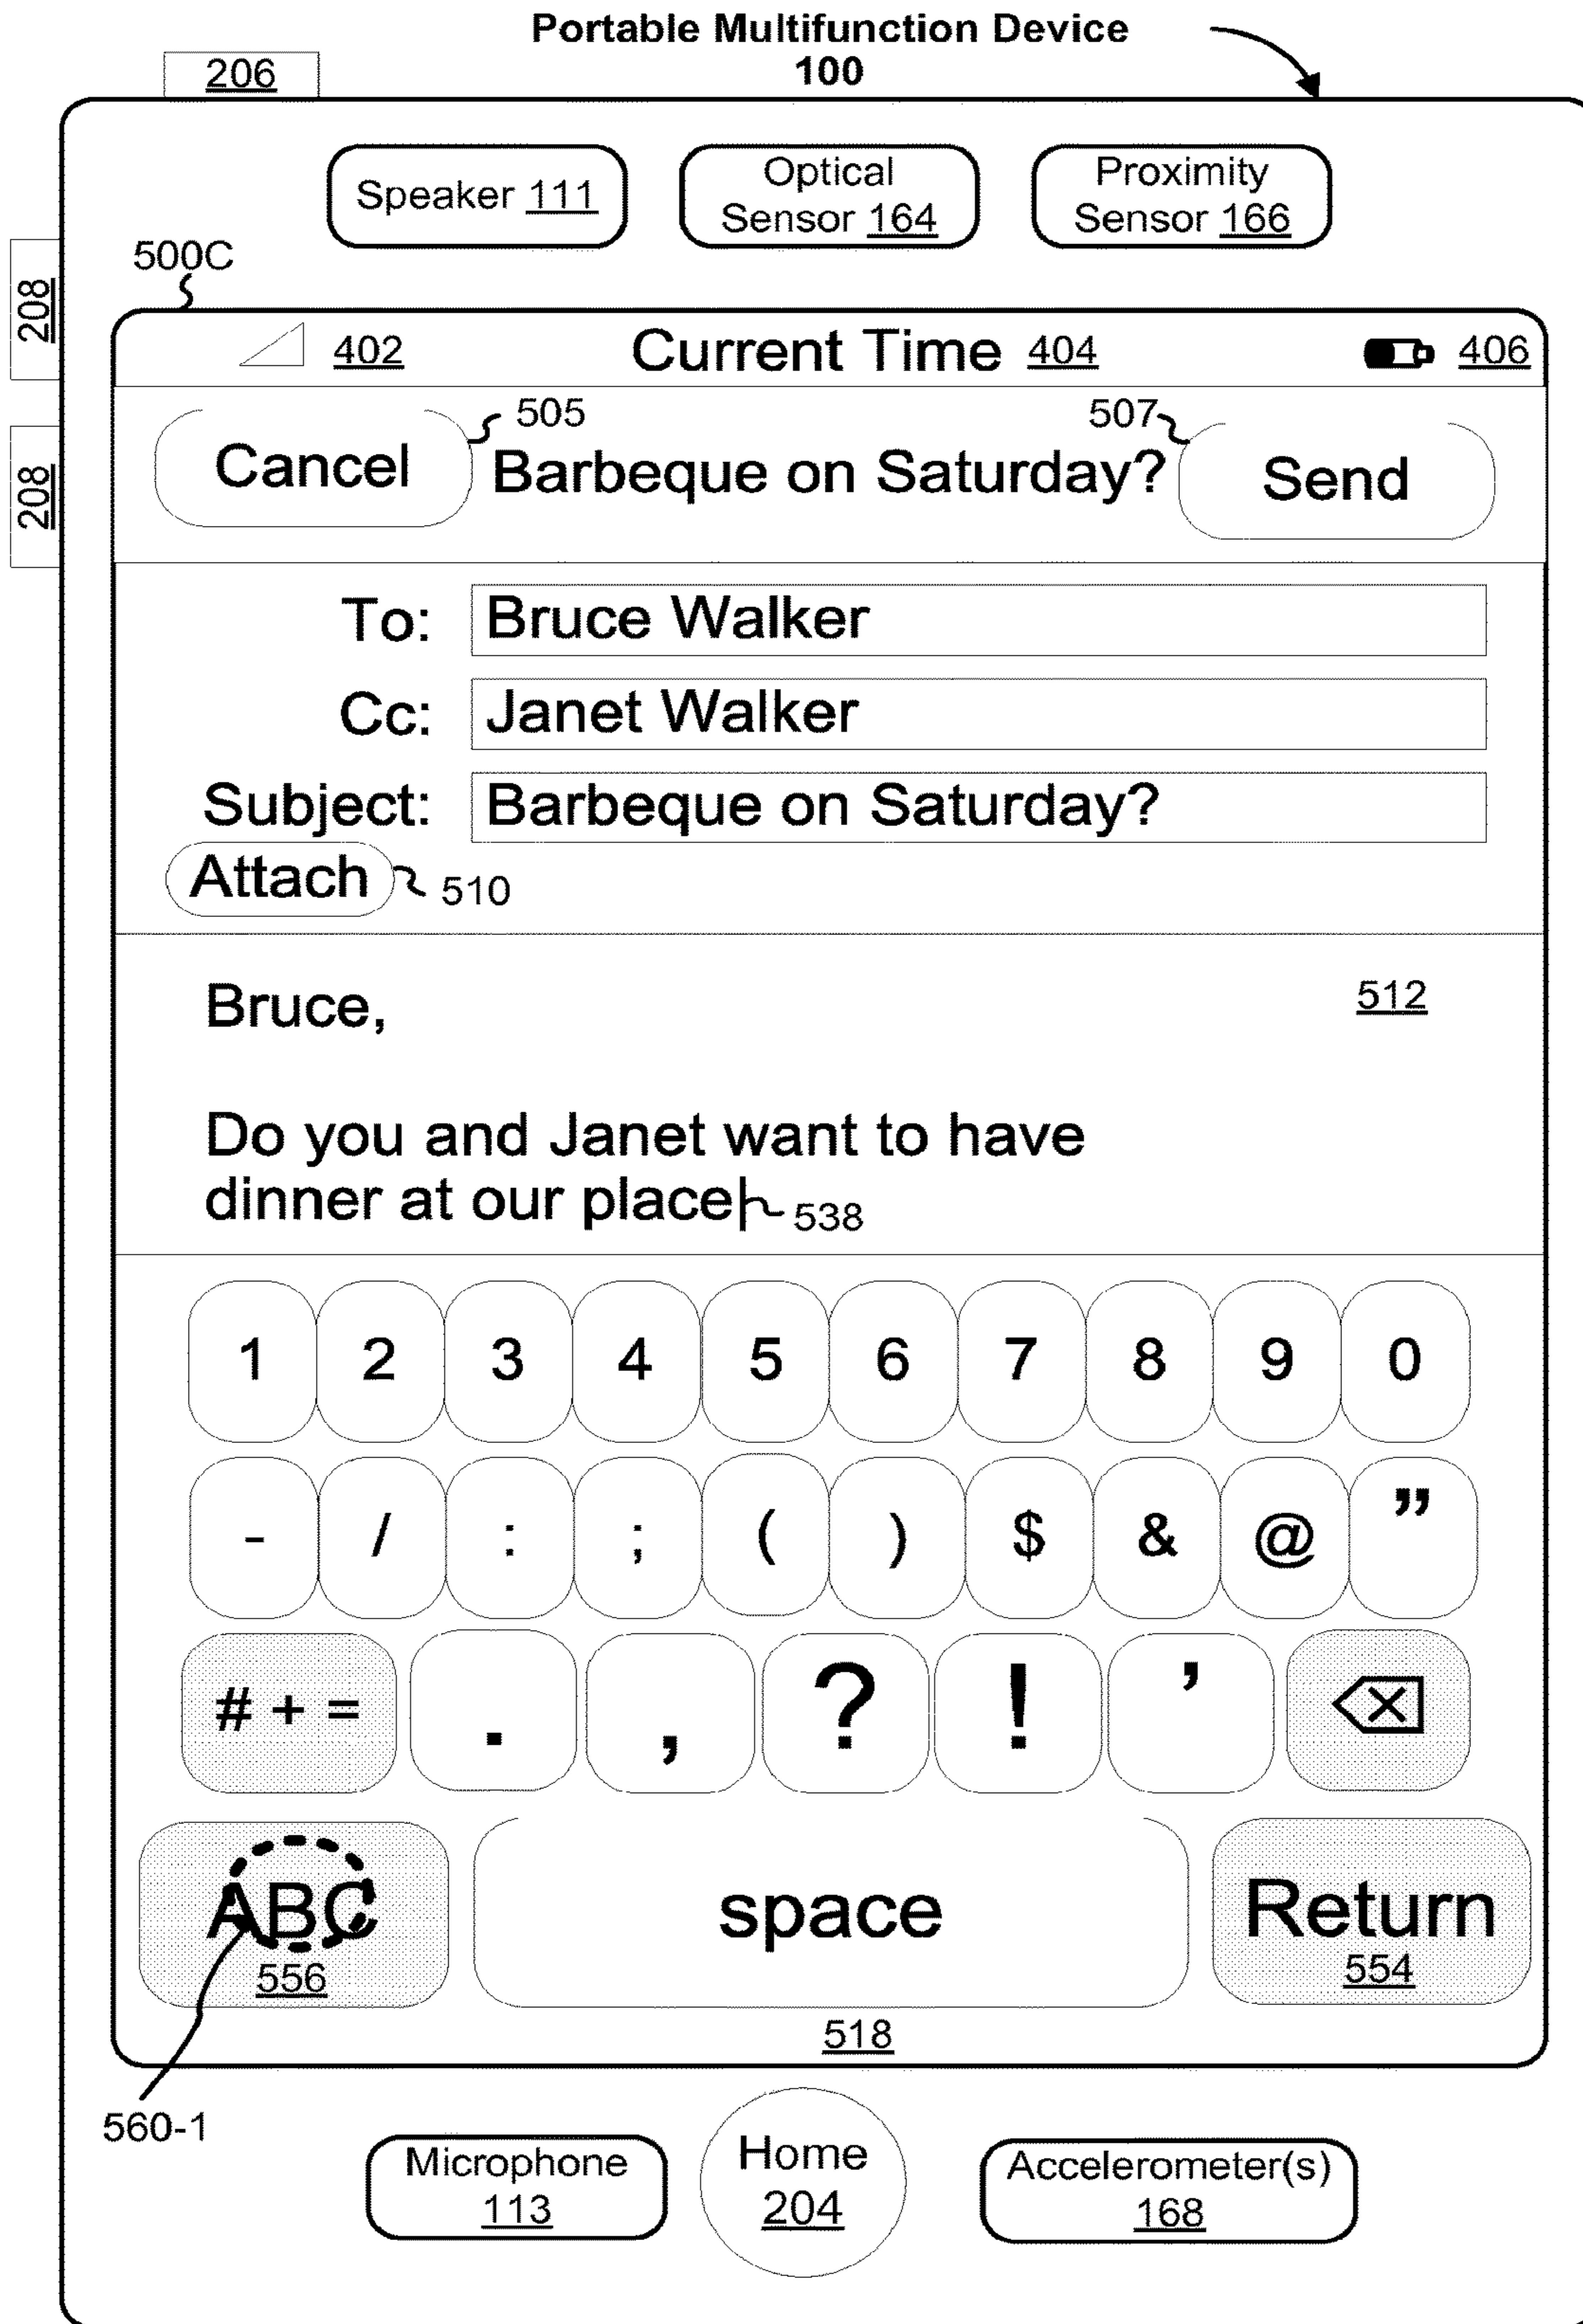 Portable Multifunction Device
100
206
Speaker 111
Optical
Sensor 164
Proximity
Sensor 166
500C
208
208
402
Current Time 404
406
Cancel
505
Barbeque on Saturday?
507
Send
To: Bruce Walker
Cc: Janet Walker
Subject: Barbeque on Saturday?
Attach
510
Bruce,
512
Do you and Janet want to have
dinner at our place
538
1 2 3 4 5 6 7 8 9 0
- / : ; ( ) $ & @ ”
# + = . , ? ! ’
ABC
556
space
Return
554
518
560-1
Microphone
113
Home
204
Accelerometer(s)
168